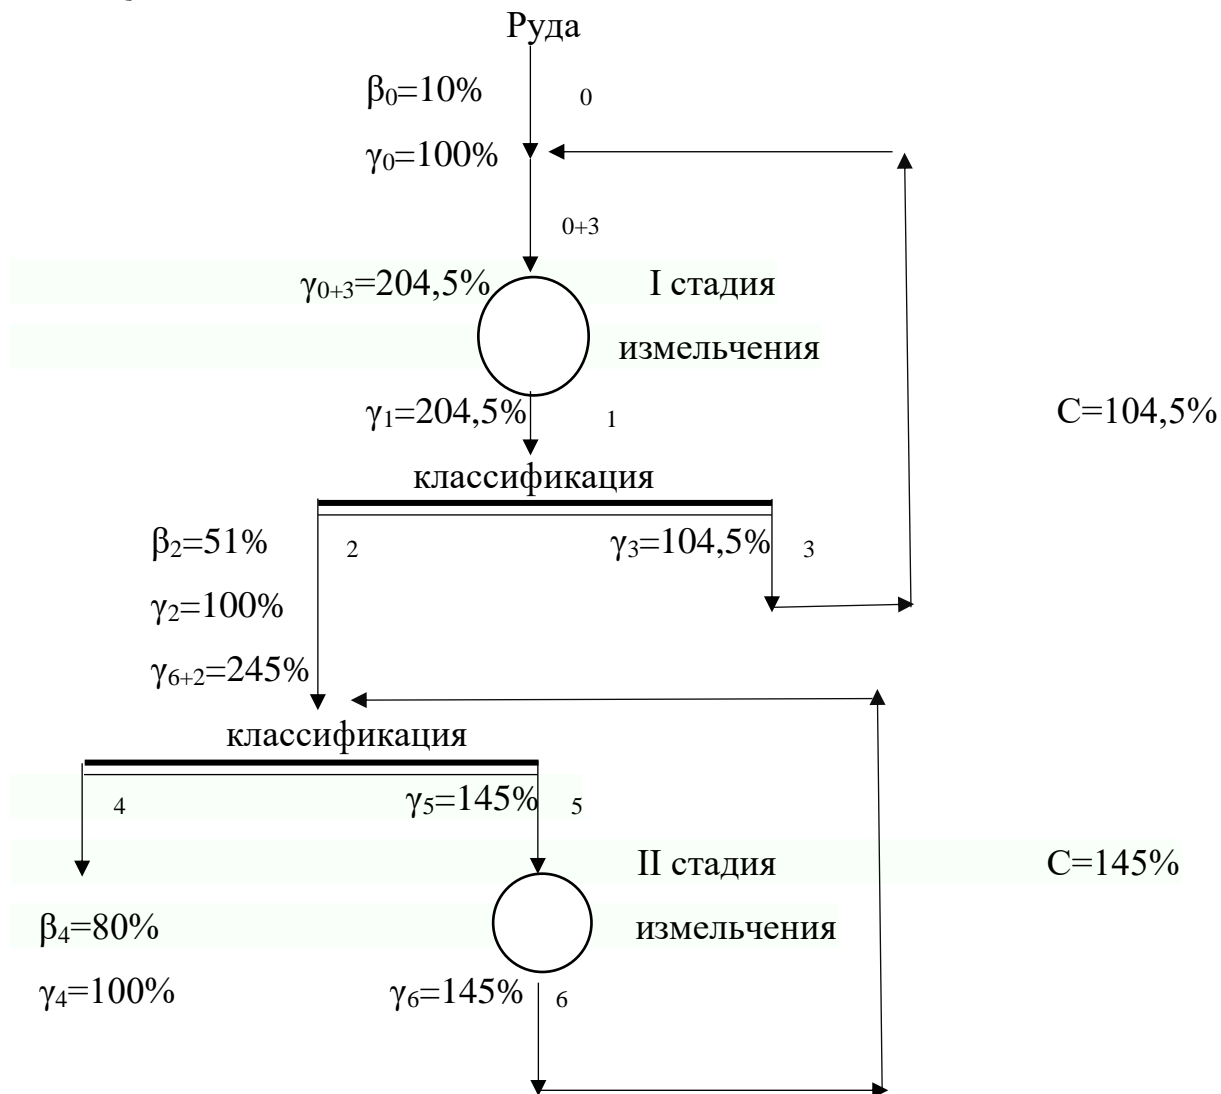 Руда
β₀=10% 0
γ₀=100%
0+3
γ₀₊₃=204,5% I стадия
измельчения
γ₁=204,5% 1 C=104,5%
классификация
β₂=51% 2 γ₃=104,5% 3
γ₂=100%
γ₆₊₂=245%
классификация
4 γ₅=145% 5
II стадия C=145%
β₄=80% измельчения
γ₄=100% γ₆=145% 6